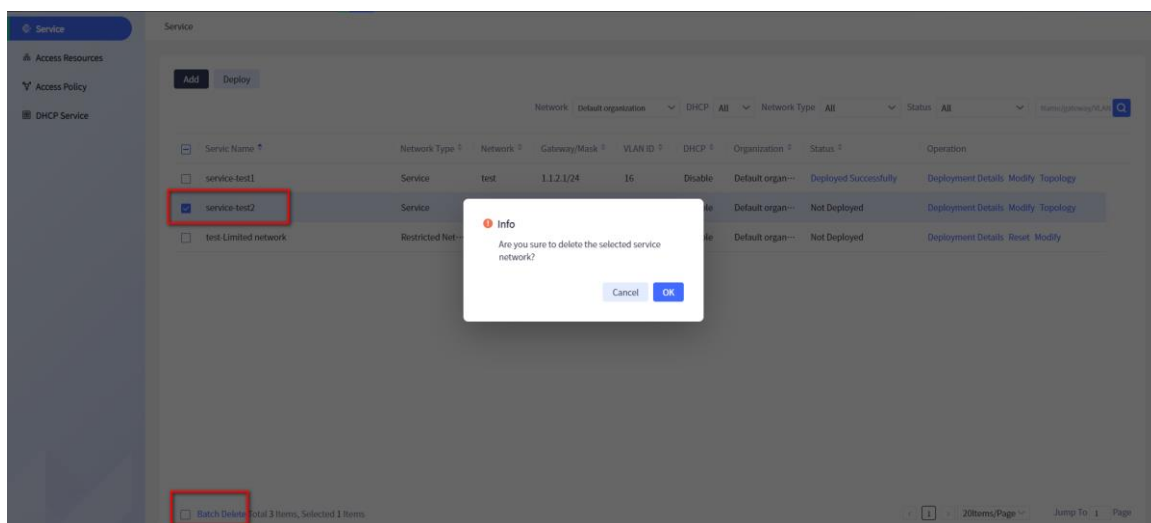 Service
Access Resources
Access Policy
DHCP Service
Service
Add Deploy
Network Default organization DHCP All Network Type All Status All Name/gateway/VLAN
Servic Name Network Type Network Gateway/Mask VLAN ID DHCP Organization Status Operation
service-test1 Service test 1.1.2.1/24 16 Disable Default organ··· Deployed Successfully Deployment Details Modify Topology
service-test2 Service Default organ··· Not Deployed Deployment Details Modify Topology
test-Limited network Restricted Net··· Default organ··· Not Deployed Deployment Details Reset Modify
Info
Are you sure to delete the selected service
network?
Cancel OK
Batch Delete Total 3 Items, Selected 1 Items
1 20Items/Page Jump To 1 Page